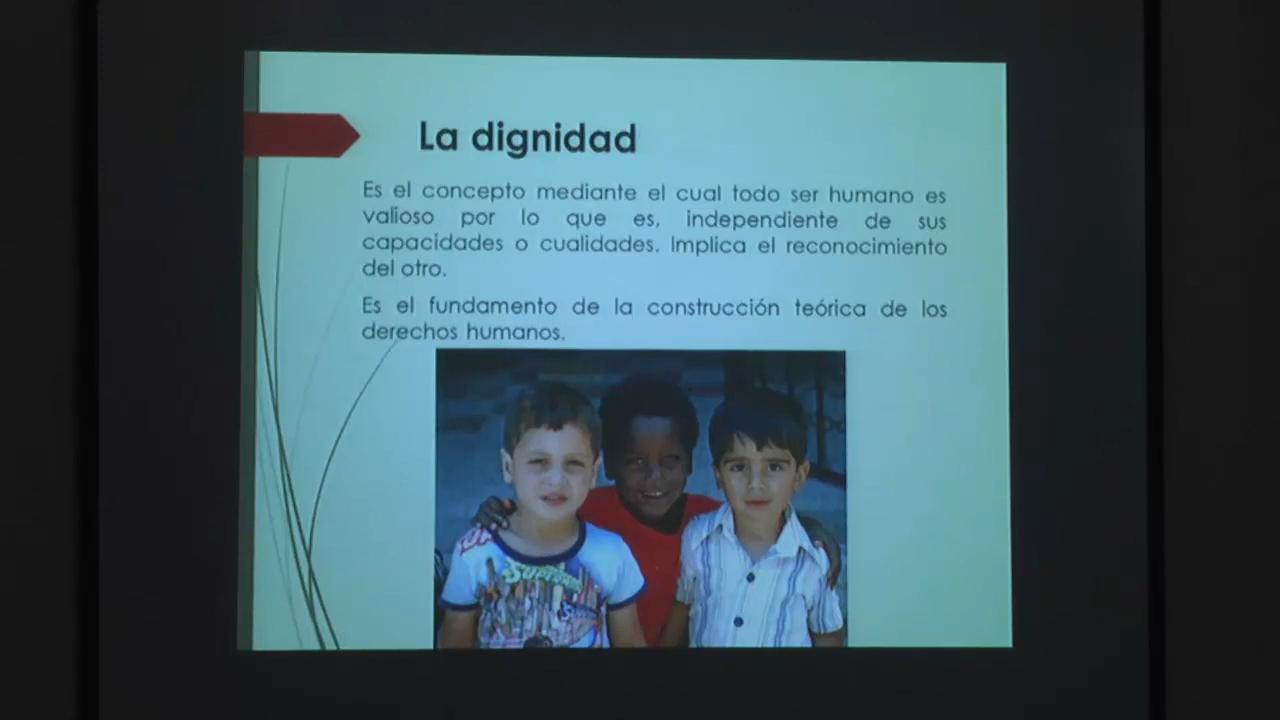 La dignidad
Es el concepto mediante el cual todo ser humano es
valioso por lo que es, independiente de sus
capacidades o cualidades. Implica el reconocimiento
del otro.
Es el fundamento de la construcción teórica de los
derechos humanos.